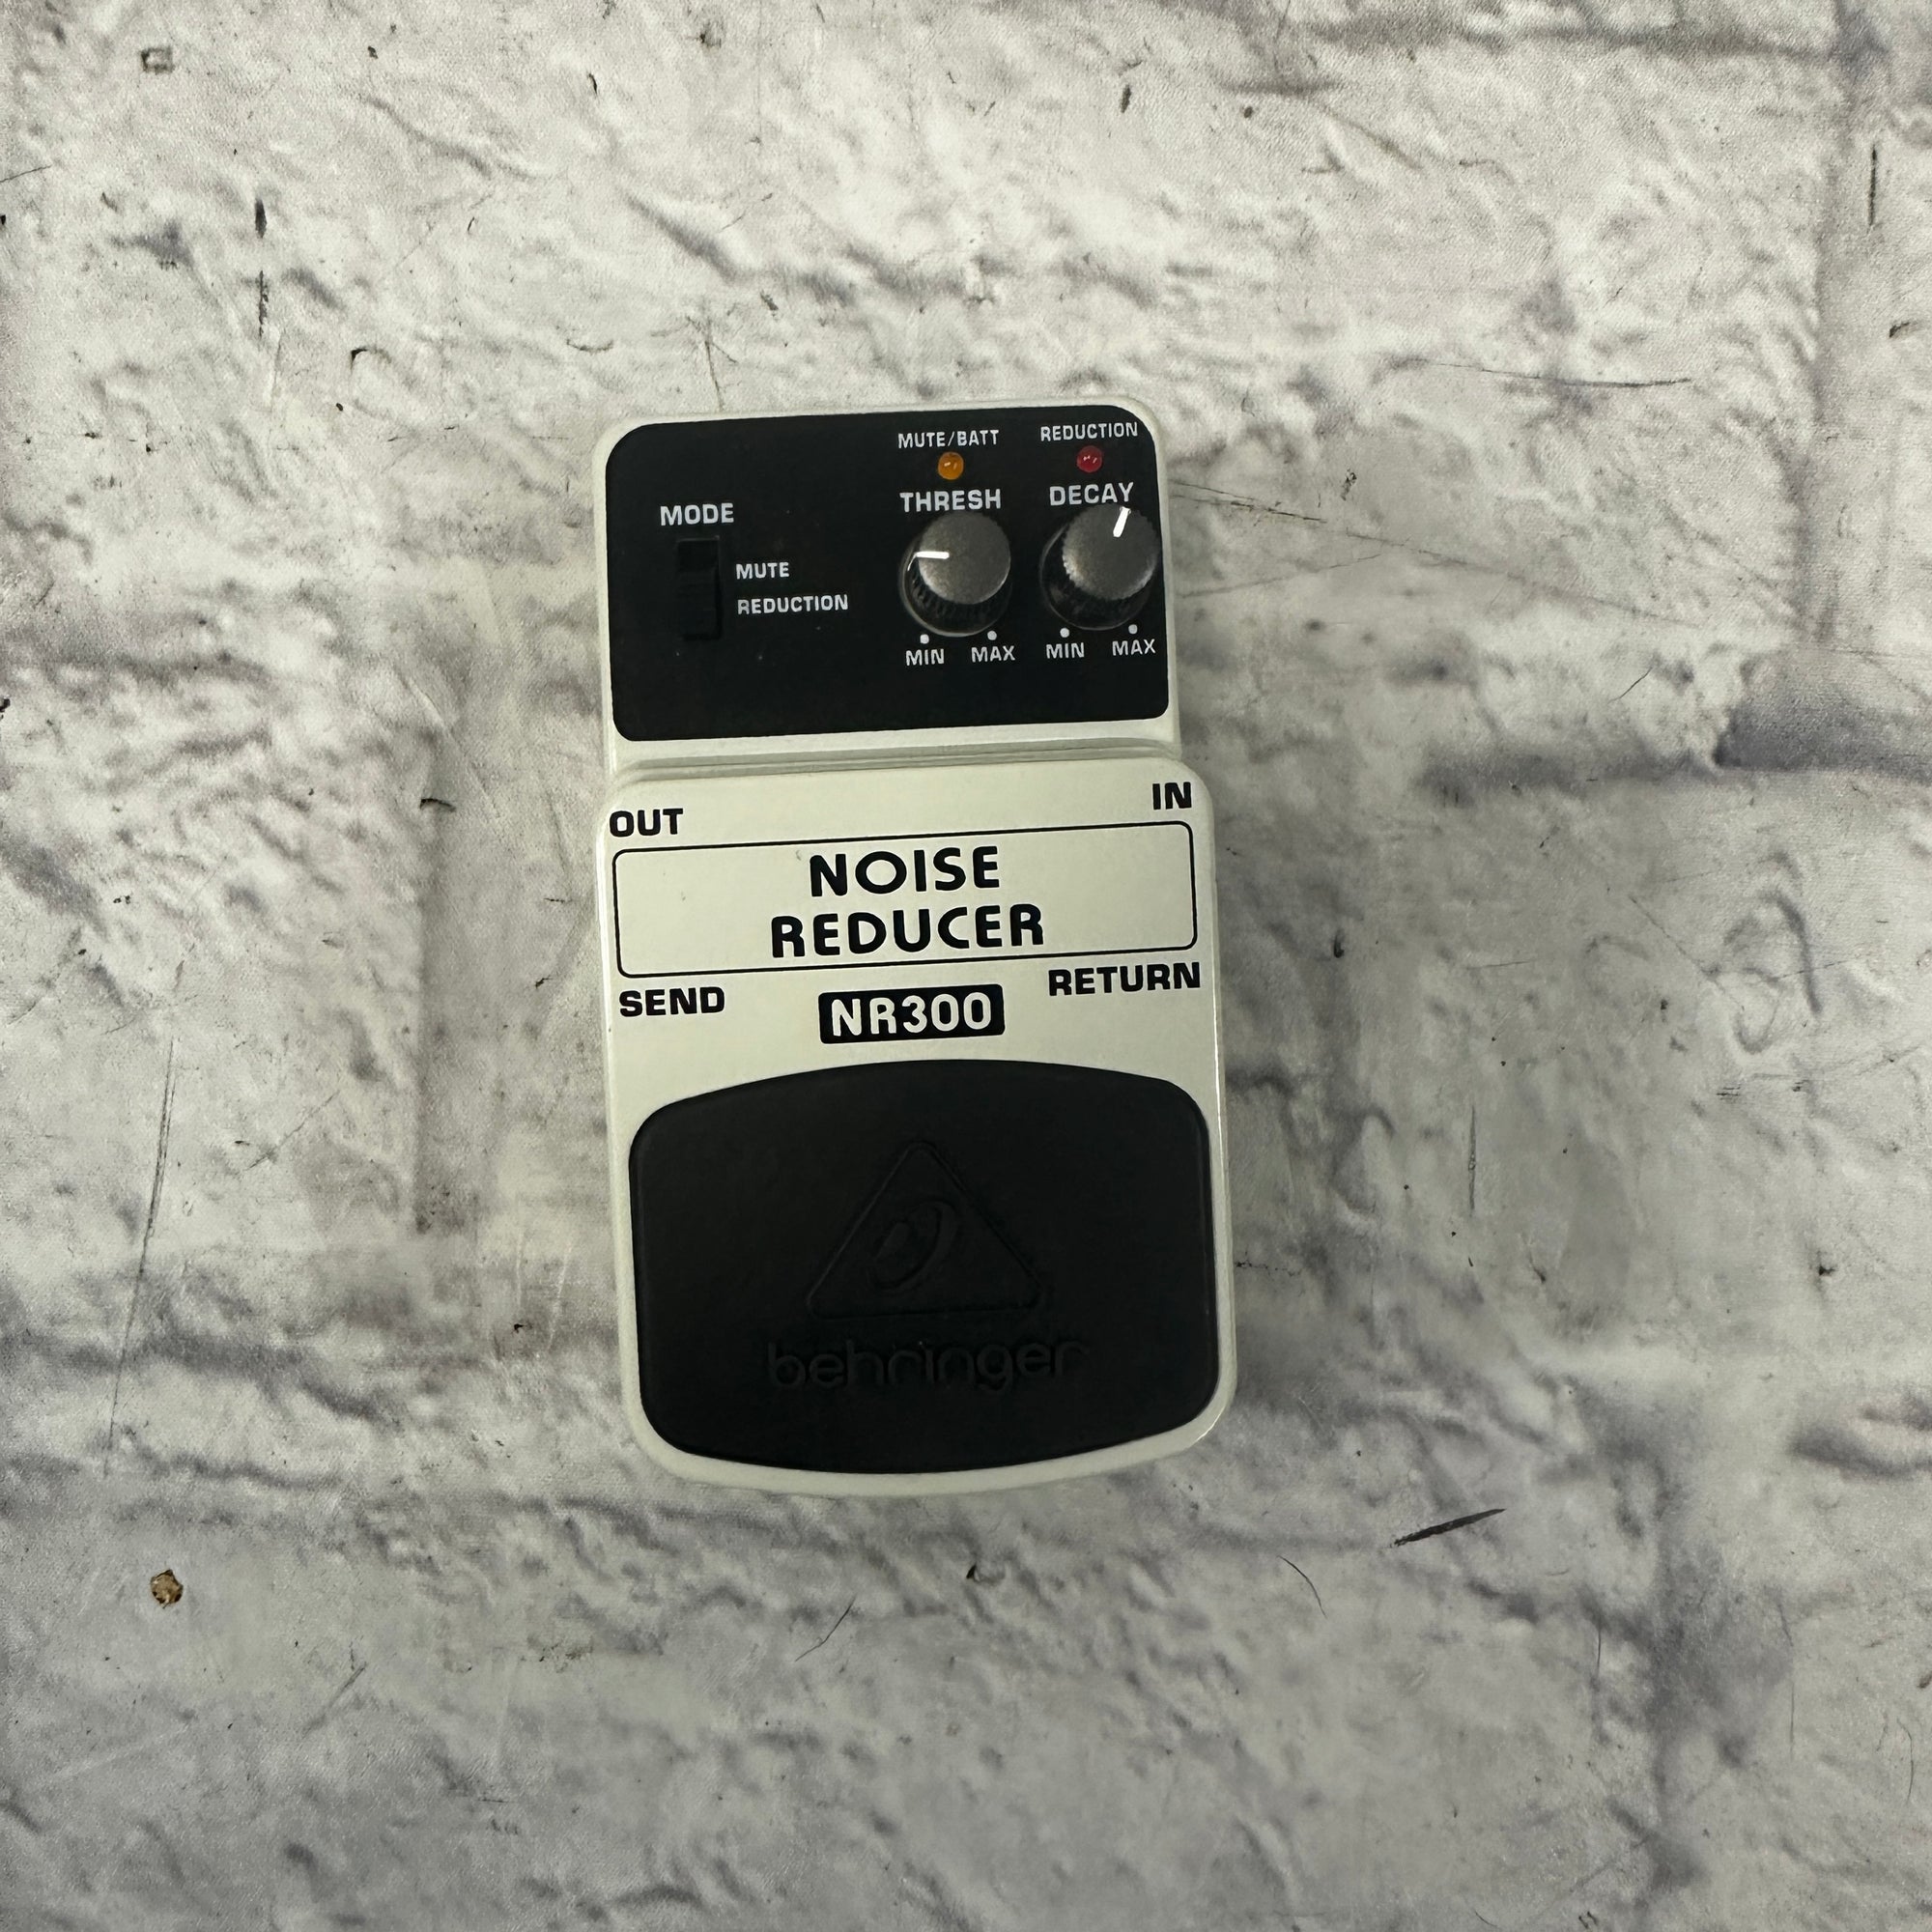 MUTE/BATT REDUCTION
MODE THRESH DECAY
MUTE
REDUCTION
MIN MAX MIN MAX
OUT IN
NOISE
REDUCER
SEND RETURN
NR300
behringer